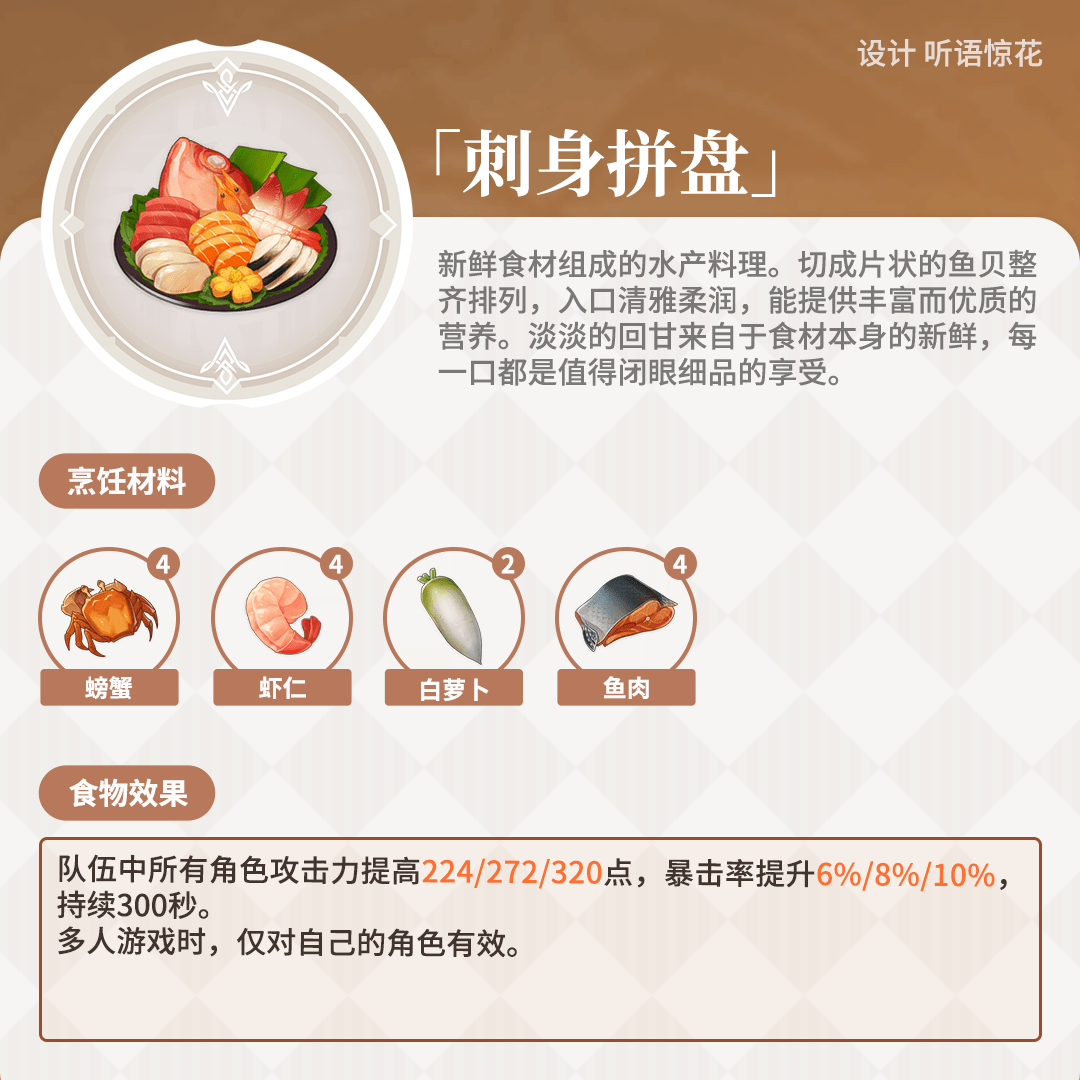 设计 听语惊花
「刺身拼盘」
新鲜食材组成的水产料理。切成片状的鱼贝整
齐排列，入口清雅柔润，能提供丰富而优质的
营养。淡淡的回甘来自于食材本身的新鲜，每
一口都是值得闭眼细品的享受。
烹饪材料
4
4
2
4
螃蟹
虾仁
白萝卜
鱼肉
食物效果
队伍中所有角色攻击力提高224/272/320点，暴击率提升6%/8%/10%，
持续300秒。
多人游戏时，仅对自己的角色有效。